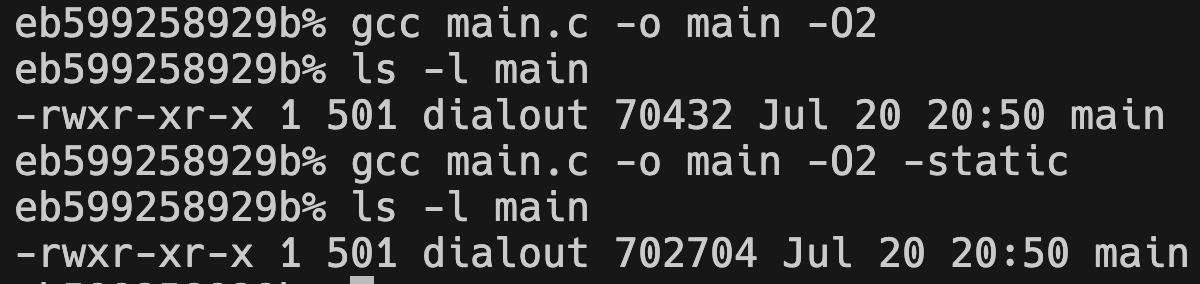 eb599258929b% gcc main.c -o main -O2
eb599258929b% ls -l main
-rwxr-xr-x 1 501 dialout 70432 Jul 20 20:50 main
eb599258929b% gcc main.c -o main -O2 -static
eb599258929b% ls -l main
-rwxr-xr-x 1 501 dialout 702704 Jul 20 20:50 main